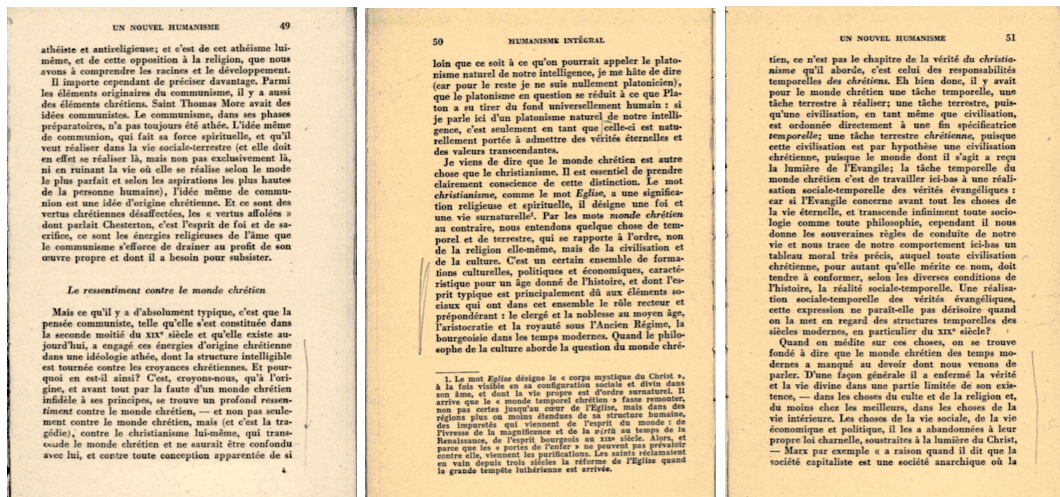 UN NOUVEL HUMANISME 49
athéiste et antireligieuse; et c'est de cet athéisme lui-
même, et de cette opposition à la religion, que nous
avons à comprendre les racines et le développement.
Il importe cependant de préciser davantage. Parmi
les éléments originaires du communisme, il y a aussi
des éléments chrétiens. Saint Thomas More avait des
idées communistes. Le communisme, dans ses phases
préparatoires, n'a pas toujours été athée. L'idée même
de communion, qui fait sa force spirituelle, et qu'il
veut réaliser dans la vie sociale-terrestre (et elle doit
en effet se réaliser là, mais non pas exclusivement là,
ni en ruinant la vie où elle se réalise selon le mode
le plus parfait et selon les aspirations les plus hautes
de la personne humaine), l'idée même de commu-
nion est une idée d'origine chrétienne. Et ce sont des
vertus chrétiennes désaffectées, les « vertus affolées »
dont parlait Chesterton, c'est l'esprit de foi et de sa-
crifice, ce sont les énergies religieuses de l'âme que
le communisme s'efforce de drainer au profit de son
œuvre propre et dont il a besoin pour subsister.
Le ressentiment contre le monde chrétien
Mais ce qu'il y a d'absolument typique, c'est que la
pensée communiste, telle qu'elle s'est constituée dans
la seconde moitié du XIXe siècle et qu'elle existe au-
jourd'hui, a engagé ces énergies d'origine chrétienne
dans une idéologie athée, dont la structure intelligible
est tournée contre les croyances chrétiennes. Et pour-
quoi en est-il ainsi? C'est, croyons-nous, qu'à l'ori-
gine, et avant tout par la faute d'un monde chrétien
infidèle à ses principes, se trouve un profond ressen-
timent contre le monde chrétien, — et non pas seule-
ment contre le monde chrétien, mais (et c'est la tra-
gédie), contre le christianisme lui-même, qui trans-
cende le monde chrétien et ne saurait être confondu
avec lui, et contre toute conception apparentée de si
4
50 HUMANISME INTÉGRAL
loin que ce soit à ce qu'on pourrait appeler le plato-
nisme naturel de notre intelligence, je me hâte de dire
(car pour le reste je ne suis nullement platonicien),
que le platonisme en question se réduit à ce que Pla-
ton a su tirer du fond universellement humain : si
je parle ici d'un platonisme naturel de notre intelli-
gence, c'est seulement en tant que celle-ci est natu-
rellement portée à admettre des vérités éternelles et
des valeurs transcendantes.
Je viens de dire que le monde chrétien est autre
chose que le christianisme. Il est essentiel de prendre
clairement conscience de cette distinction. Le mot
christianisme, comme le mot Eglise, a une significa-
tion religieuse et spirituelle, il désigne une foi et
une vie surnaturelle¹. Par les mots monde chrétien
au contraire, nous entendons quelque chose de tem-
porel et de terrestre, qui se rapporte à l'ordre, non
de la religion elle-même, mais de la civilisation et
de la culture. C'est un certain ensemble de forma-
tions culturelles, politiques et économiques, caracté-
ristique pour un âge donné de l'histoire, et dont l'es-
prit typique est principalement dû aux éléments so-
ciaux qui ont dans cet ensemble le rôle recteur et
prépondérant : le clergé et la noblesse au moyen âge,
l'aristocratie et la royauté sous l'Ancien Régime, la
bourgeoisie dans les temps modernes. Quand le philo-
sophe de la culture aborde la question du monde chré-
1. Le mot Eglise désigne le « corps mystique du Christ »,
à la fois visible en sa configuration sociale et divin dans
son âme, et dont la vie propre est d'ordre surnaturel. Il
arrive que le « monde temporel chrétien » fasse remonter,
non pas certes jusqu'au cœur de l'Eglise, mais dans des
régions plus ou moins étendues de sa structure humaine,
des impuretés qui viennent de l'esprit du monde : de
l'ivresse de la magnificence et de la virtù au temps de la
Renaissance, de l'esprit bourgeois au XIXe siècle. Alors, et
parce que les « portes de l'enfer » ne peuvent pas prévaloir
contre elle, viennent les purifications. Les saints réclamaient
en vain depuis trois siècles la réforme de l'Eglise quand
la grande tempête luthérienne est arrivée.
UN NOUVEL HUMANISME 51
tien, ce n'est pas le chapitre de la vérité du christia-
nisme qu'il aborde, c'est celui des responsabilités
temporelles des chrétiens. Eh bien donc, il y avait
pour le monde chrétien une tâche temporelle, une
tâche terrestre à réaliser; une tâche terrestre, puis-
qu'une civilisation, en tant même que civilisation,
est ordonnée directement à une fin spécificatrice
temporelle; une tâche terrestre chrétienne, puisque
cette civilisation est par hypothèse une civilisation
chrétienne, puisque le monde dont il s'agit a reçu
la lumière de l'Evangile; la tâche temporelle du
monde chrétien c'est de travailler ici-bas à une réali-
sation sociale-temporelle des vérités évangéliques :
car si l'Evangile concerne avant tout les choses de
la vie éternelle, et transcende infiniment toute socio-
logie comme toute philosophie, cependant il nous
donne les souveraines règles de conduite de notre
vie et nous trace de notre comportement ici-bas un
tableau moral très précis, auquel toute civilisation
chrétienne, pour autant qu'elle mérite ce nom, doit
tendre à conformer, selon les diverses conditions de
l'histoire, la réalité sociale-temporelle. Une réalisa-
tion sociale-temporelle des vérités évangéliques,
cette expression ne paraît-elle pas dérisoire quand
on la met en regard des structures temporelles des
siècles modernes, en particulier du XIXe siècle?
Quand on médite sur ces choses, on se trouve
fondé à dire que le monde chrétien des temps mo-
dernes a manqué au devoir dont nous venons de
parler. D'une façon générale il a enfermé la vérité
et la vie divine dans une partie limitée de son exis-
tence, — dans les choses du culte et de la religion et,
du moins chez les meilleurs, dans les choses de la
vie intérieure. Les choses de la vie sociale, de la vie
économique et politique, il les a abandonnées à leur
propre loi charnelle, soustraites à la lumière du Christ,
— Marx par exemple « a raison quand il dit que la
société capitaliste est une société anarchique où la